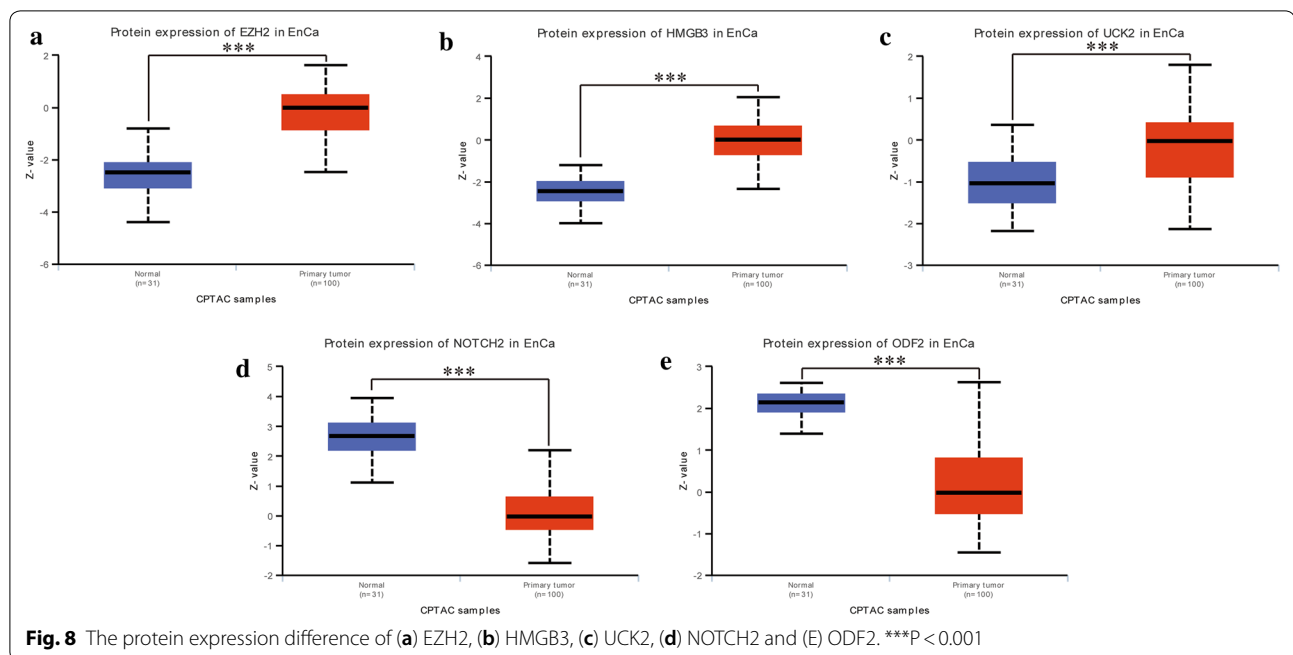 a
Protein expression of EZH2 in EnCa
***
2
0
-2
-4
-6
Z- value
Normal
(n=31)
Primary tumor
(n=100)
CPTAC samples
b
Protein expression of HMGB3 in EnCa
***
4
2
0
-2
-4
-6
Z- value
Normal
(n=31)
Primary tumor
(n=100)
CPTAC samples
c
Protein expression of UCK2 in EnCa
***
2
1
0
-1
-2
-3
Z- value
Normal
(n=31)
Primary tumor
(n=100)
CPTAC samples
d
Protein expression of NOTCH2 in EnCa
***
5
4
3
2
1
0
-1
-2
Z- value
Normal
(n=31)
Primary tumor
(n=100)
CPTAC samples
e
Protein expression of ODF2 in EnCa
***
3
2
1
0
-1
-2
Z- value
Normal
(n=31)
Primary tumor
(n=100)
CPTAC samples
Fig. 8 The protein expression difference of (a) EZH2, (b) HMGB3, (c) UCK2, (d) NOTCH2 and (E) ODF2. ***P < 0.001